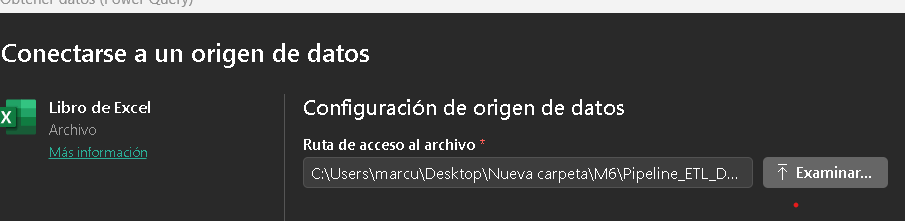 Obtener datos (Power Query)
Conectarse a un origen de datos
Libro de Excel
Archivo
Más información
Configuración de origen de datos
Ruta de acceso al archivo *
C:\Users\marcu\Desktop\Nueva carpeta\M6\Pipeline_ETL_D...
Examinar...